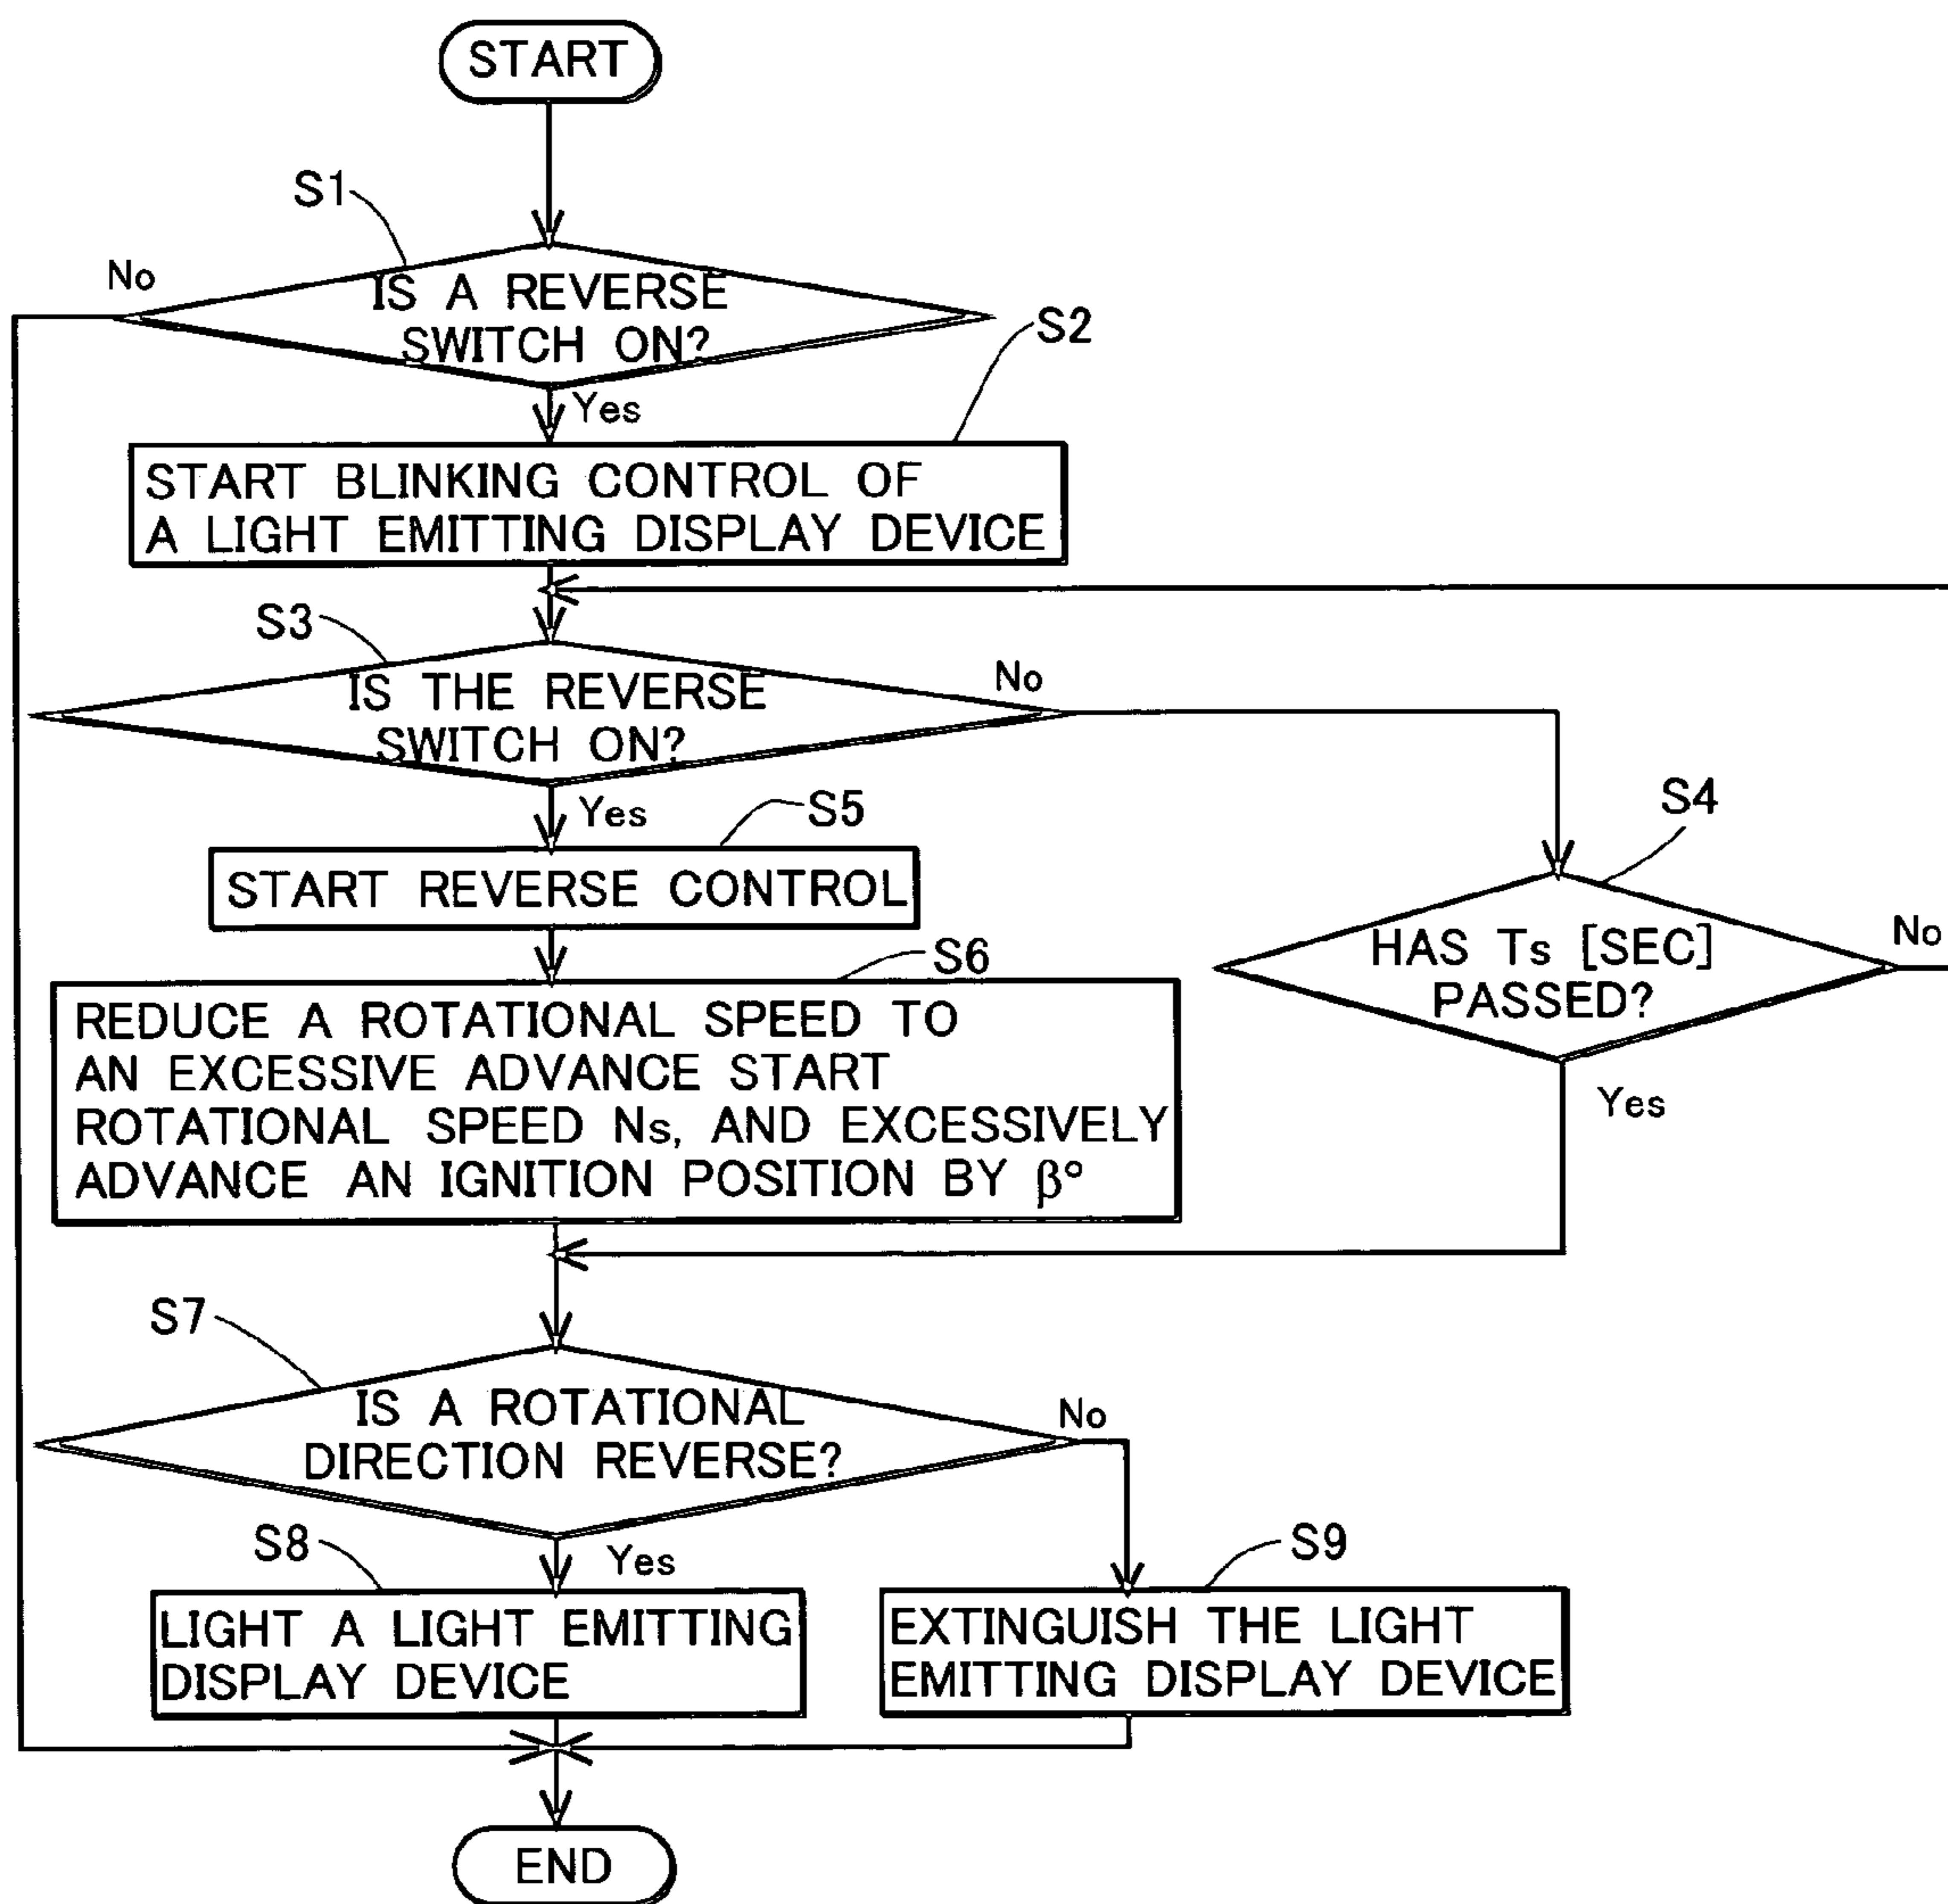 START
S1
No
IS A REVERSE
SWITCH ON?
S2
Yes
START BLINKING CONTROL OF
A LIGHT EMITTING DISPLAY DEVICE
S3
No
IS THE REVERSE
SWITCH ON?
Yes
S5
S4
START REVERSE CONTROL
No
HAS Ts [SEC]
PASSED?
S6
REDUCE A ROTATIONAL SPEED TO
AN EXCESSIVE ADVANCE START
ROTATIONAL SPEED Ns, AND EXCESSIVELY
ADVANCE AN IGNITION POSITION BY β°
Yes
S7
IS A ROTATIONAL
DIRECTION REVERSE?
No
S8
Yes
S9
LIGHT A LIGHT EMITTING
DISPLAY DEVICE
EXTINGUISH THE LIGHT
EMITTING DISPLAY DEVICE
END